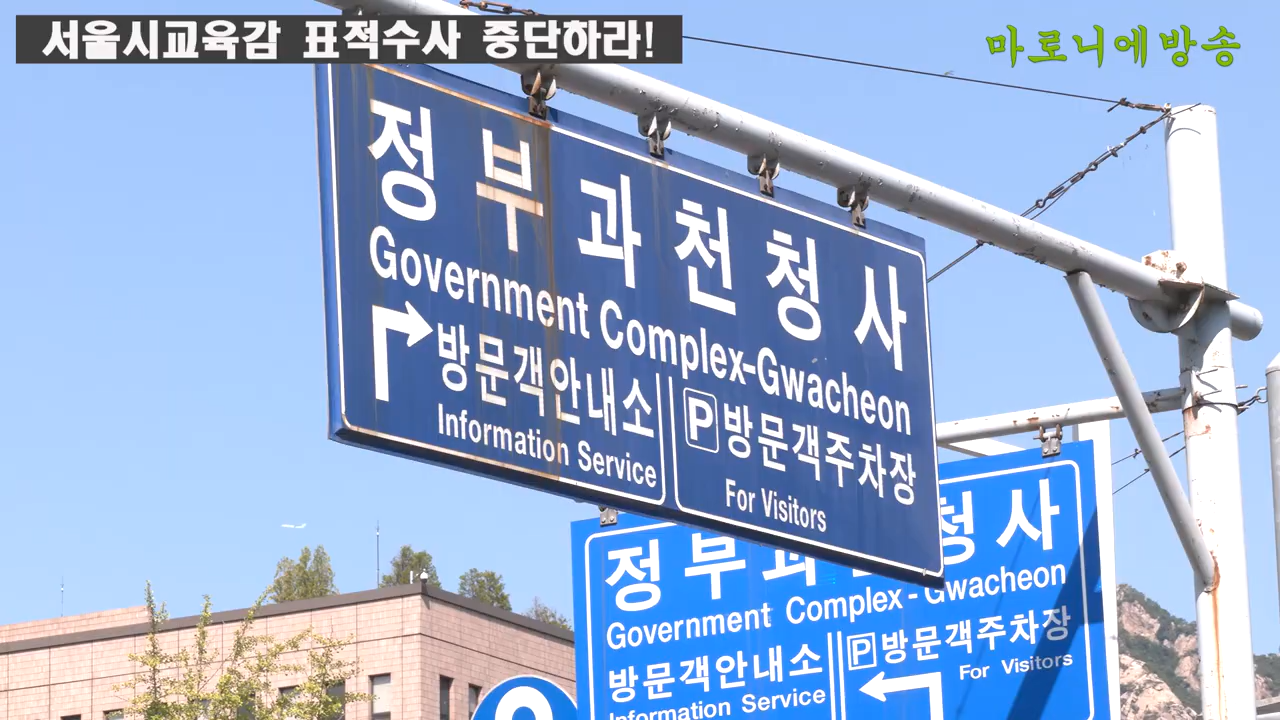 서울시교육감 표적수사 중단하라!
마로니에방송
정부과천청사
Government Complex-Gwacheon
방문객안내소
Information Service
P 방문객주차장
For Visitors
정부과천청사
Government Complex-Gwacheon
방문객안내소
Information Service
P 방문객주차장
For Visitors